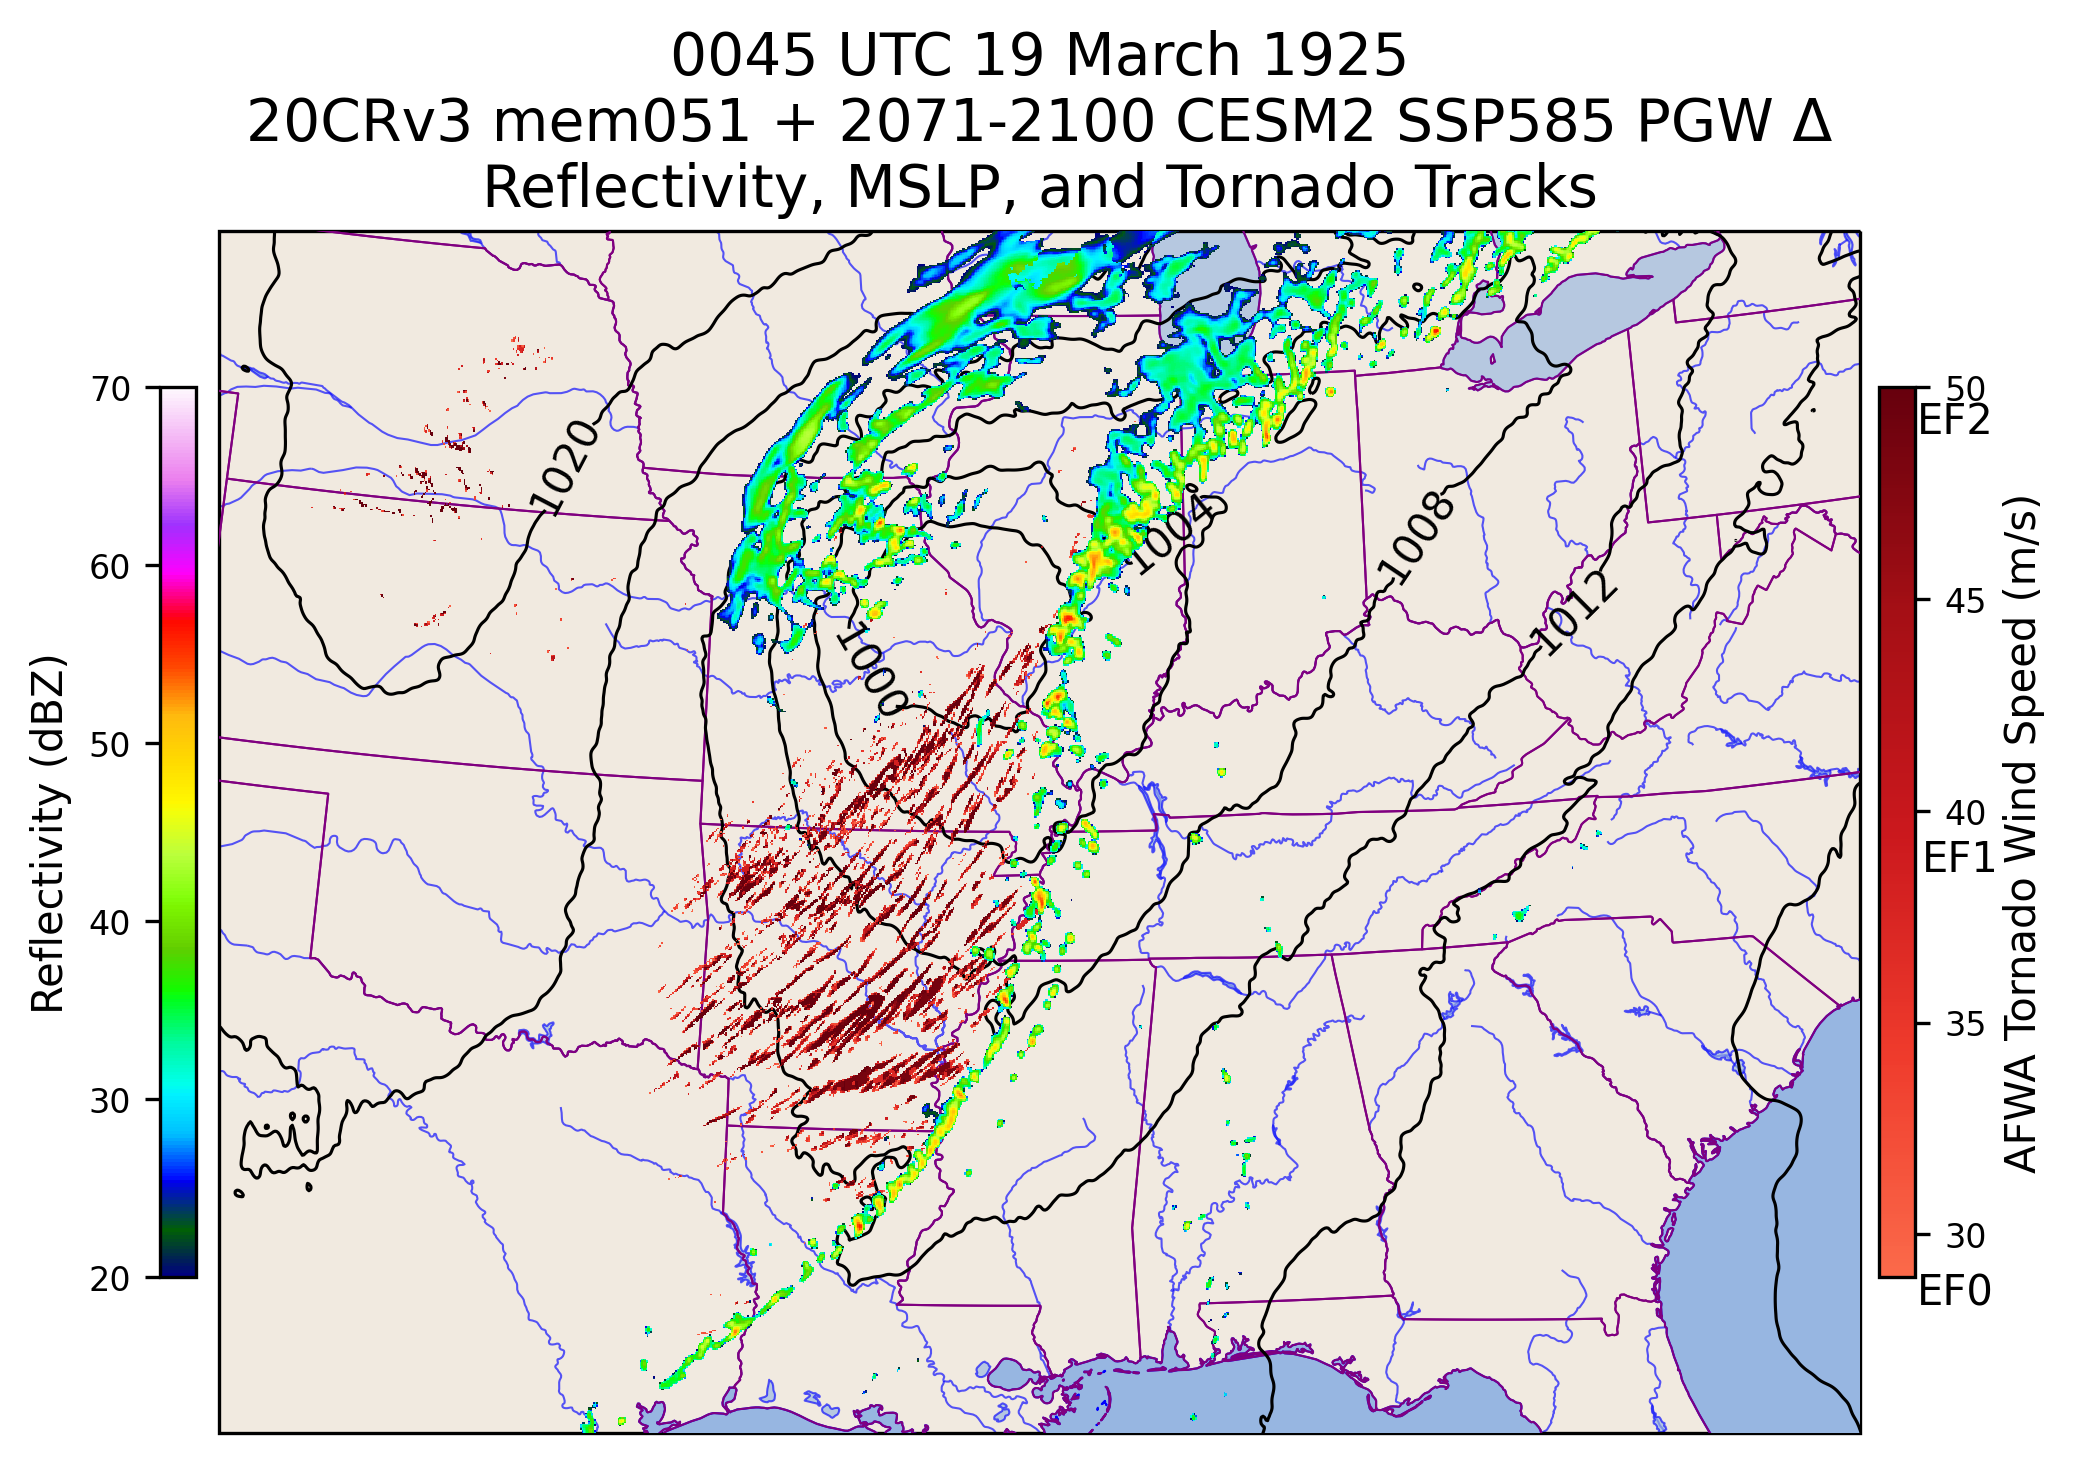 0045 UTC 19 March 1925
20CRv3 mem051 + 2071-2100 CESM2 SSP585 PGW Δ
Reflectivity, MSLP, and Tornado Tracks
Reflectivity (dBZ)
70
60
50
40
30
20
1020
1000
1004
1008
1012
50
EF2
45
40
EF1
35
30
EF0
AFWA Tornado Wind Speed (m/s)